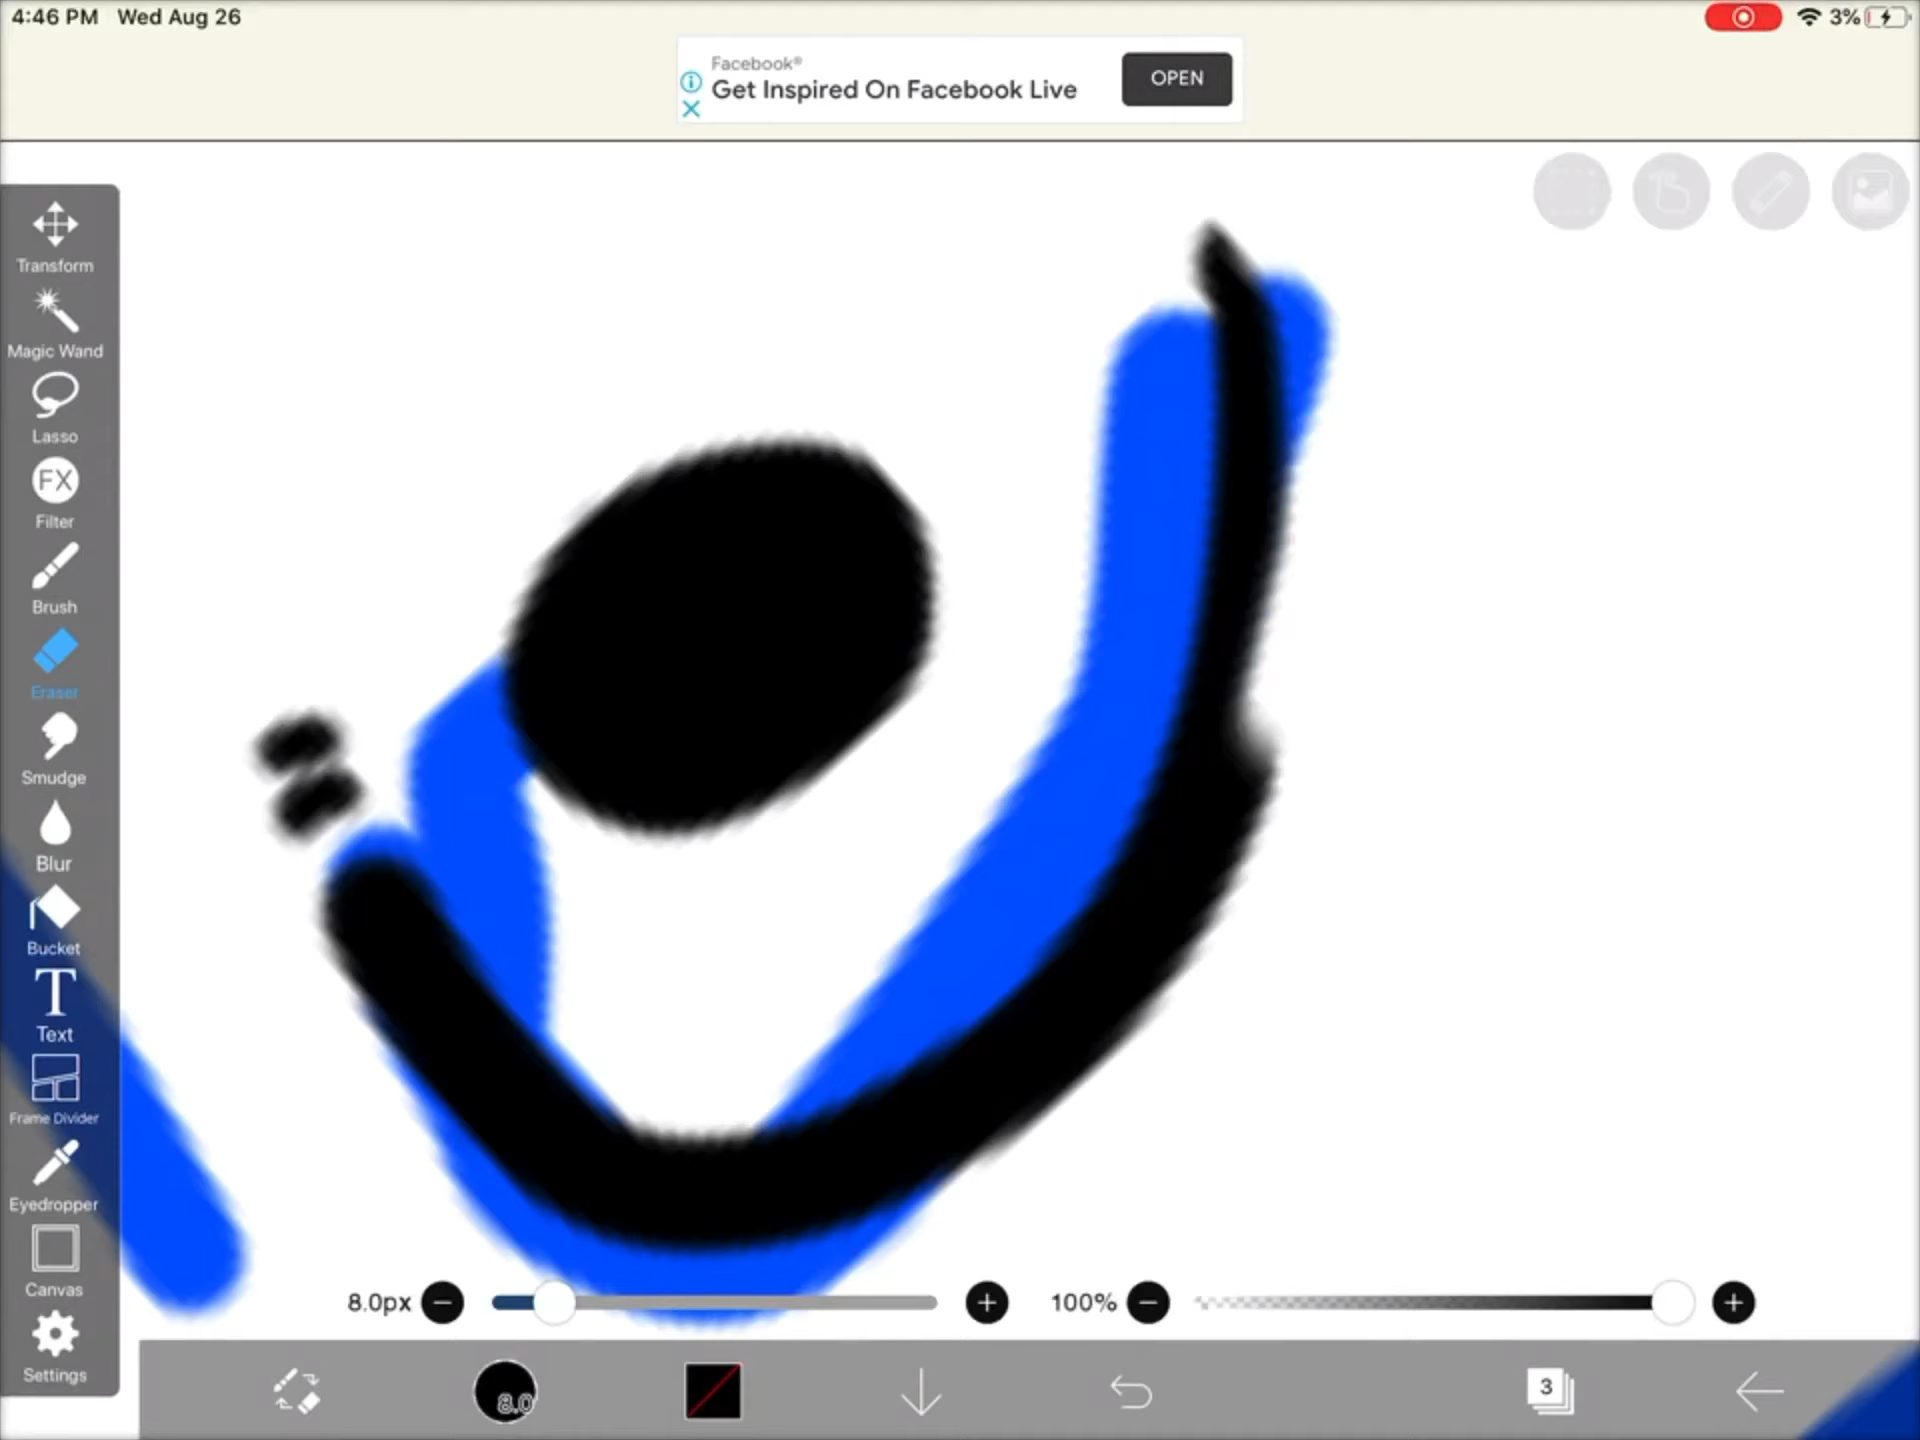 4:46 PM Wed Aug 26
3%
Facebook®
Get Inspired On Facebook Live
OPEN
Transform
Magic Wand
Lasso
FX
Filter
Brush
Eraser
Smudge
Blur
Bucket
T
Text
Frame Divider
Eyedropper
Canvas
Settings
8.0px
100%
8.0
3